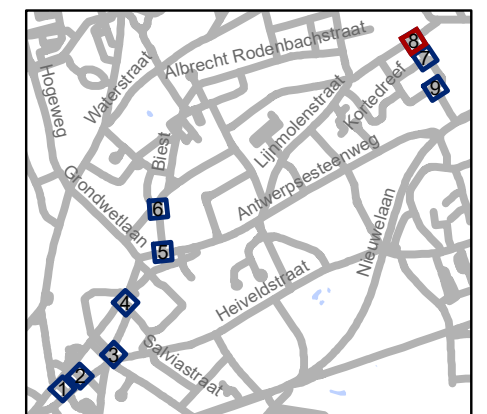 Albrecht Rodenbachstraat
Hogeweg
Waterstraat
8
7
Kortedreef
9
Lijnmolenstraat
Biest
Antwerpsesteenweg
Grondwetlaan
6
5
Nieuwelaan
Heiveldstraat
4
3
Salviastraat
2
1